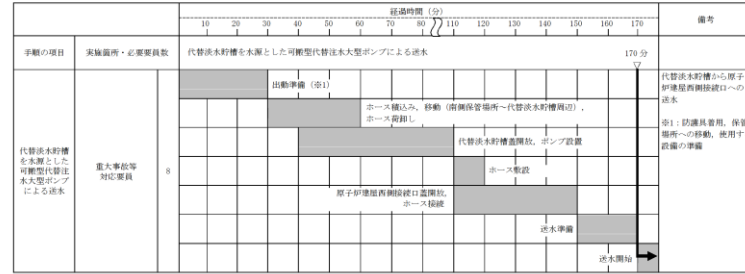 経過時間（分）
備考
10 20 30 40 50 60 70 80 110 120 130 140 150 160 170
手順の項目
実施箇所・必要要員数
代替淡水貯槽を水源とした可搬型代替注水大型ポンプによる送水
170 分
代替淡水貯槽
を水源とした
可搬型代替注
水大型ポンプ
による送水
重大事故等
対応要員
8
出動準備（※1）
ホース積込み，移動（南側保管場所～代替淡水貯槽周辺），
ホース荷卸し
代替淡水貯槽蓋開放，ポンプ設置
ホース敷設
原子炉建屋西側接続口蓋開放，
ホース接続
送水準備
送水開始
代替淡水貯槽から原子
炉建屋西側接続口への
送水
※1：防護具着用，保管
場所への移動，使用す
設備の準備